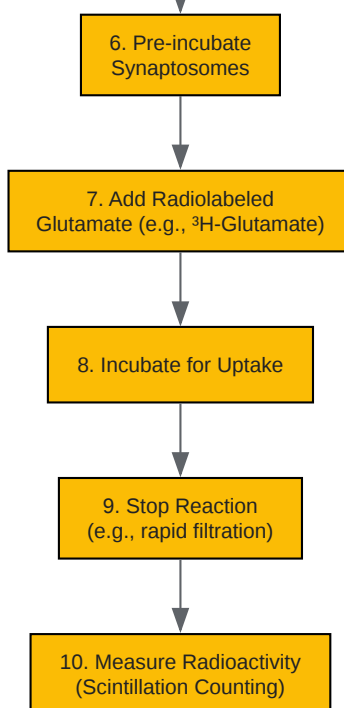 6. Pre-incubate
Synaptosomes
7. Add Radiolabeled
Glutamate (e.g., ³H-Glutamate)
8. Incubate for Uptake
9. Stop Reaction
(e.g., rapid filtration)
10. Measure Radioactivity
(Scintillation Counting)